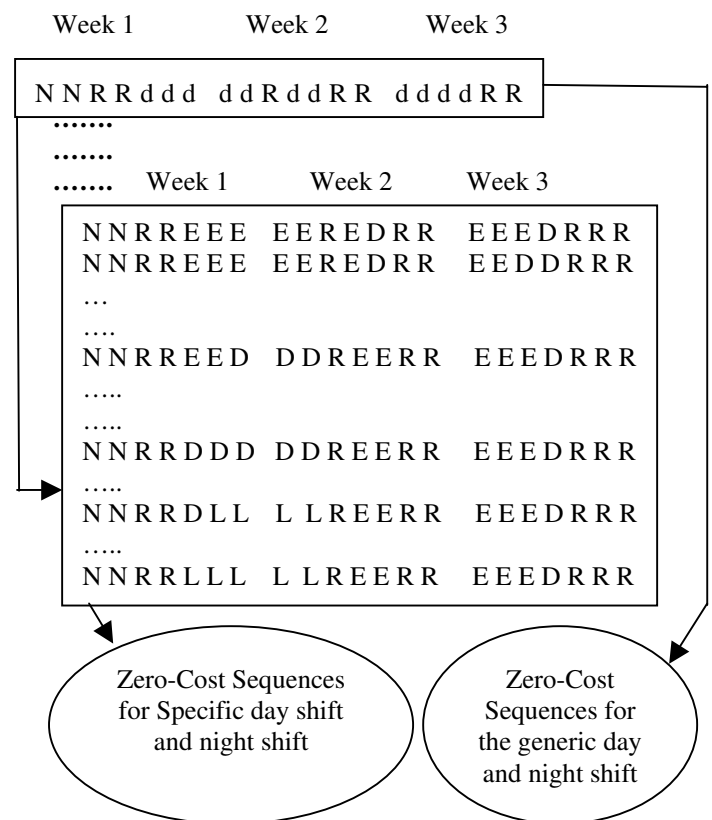 Week 1 Week 2 Week 3
N N R R d d d d d R d d R R d d d d R R
.......
.......
....... Week 1 Week 2 Week 3
N N R R E E E E E R E D R R E E E D R R R
N N R R E E E E E R E D R R E E D D R R R
...
....
N N R R E E D D D R E E R R E E E D R R R
.....
.....
N N R R D D D D D R E E R R E E E D R R R
.....
N N R R D L L L L R E E R R E E E D R R R
.....
N N R R L L L L L R E E R R E E E D R R R
Zero-Cost Sequences
for Specific day shift
and night shift
Zero-Cost
Sequences for
the generic day
and night shift